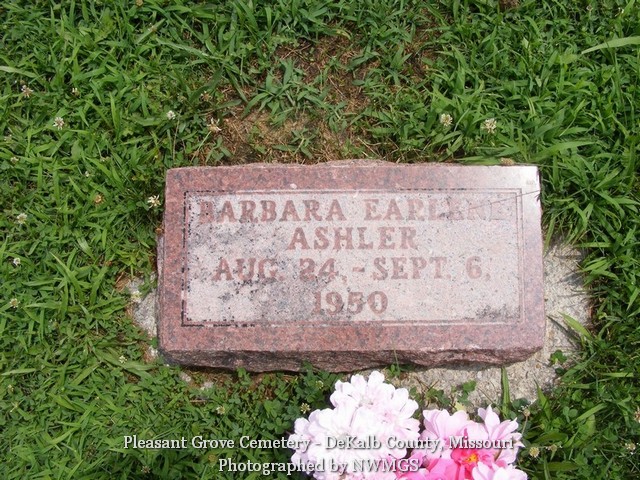 BARBARA EARLENE
ASHLER
AUG. 24, - SEPT. 6,
1950
Pleasant Grove Cemetery - DeKalb County, Missouri
Photographed by NWMGS